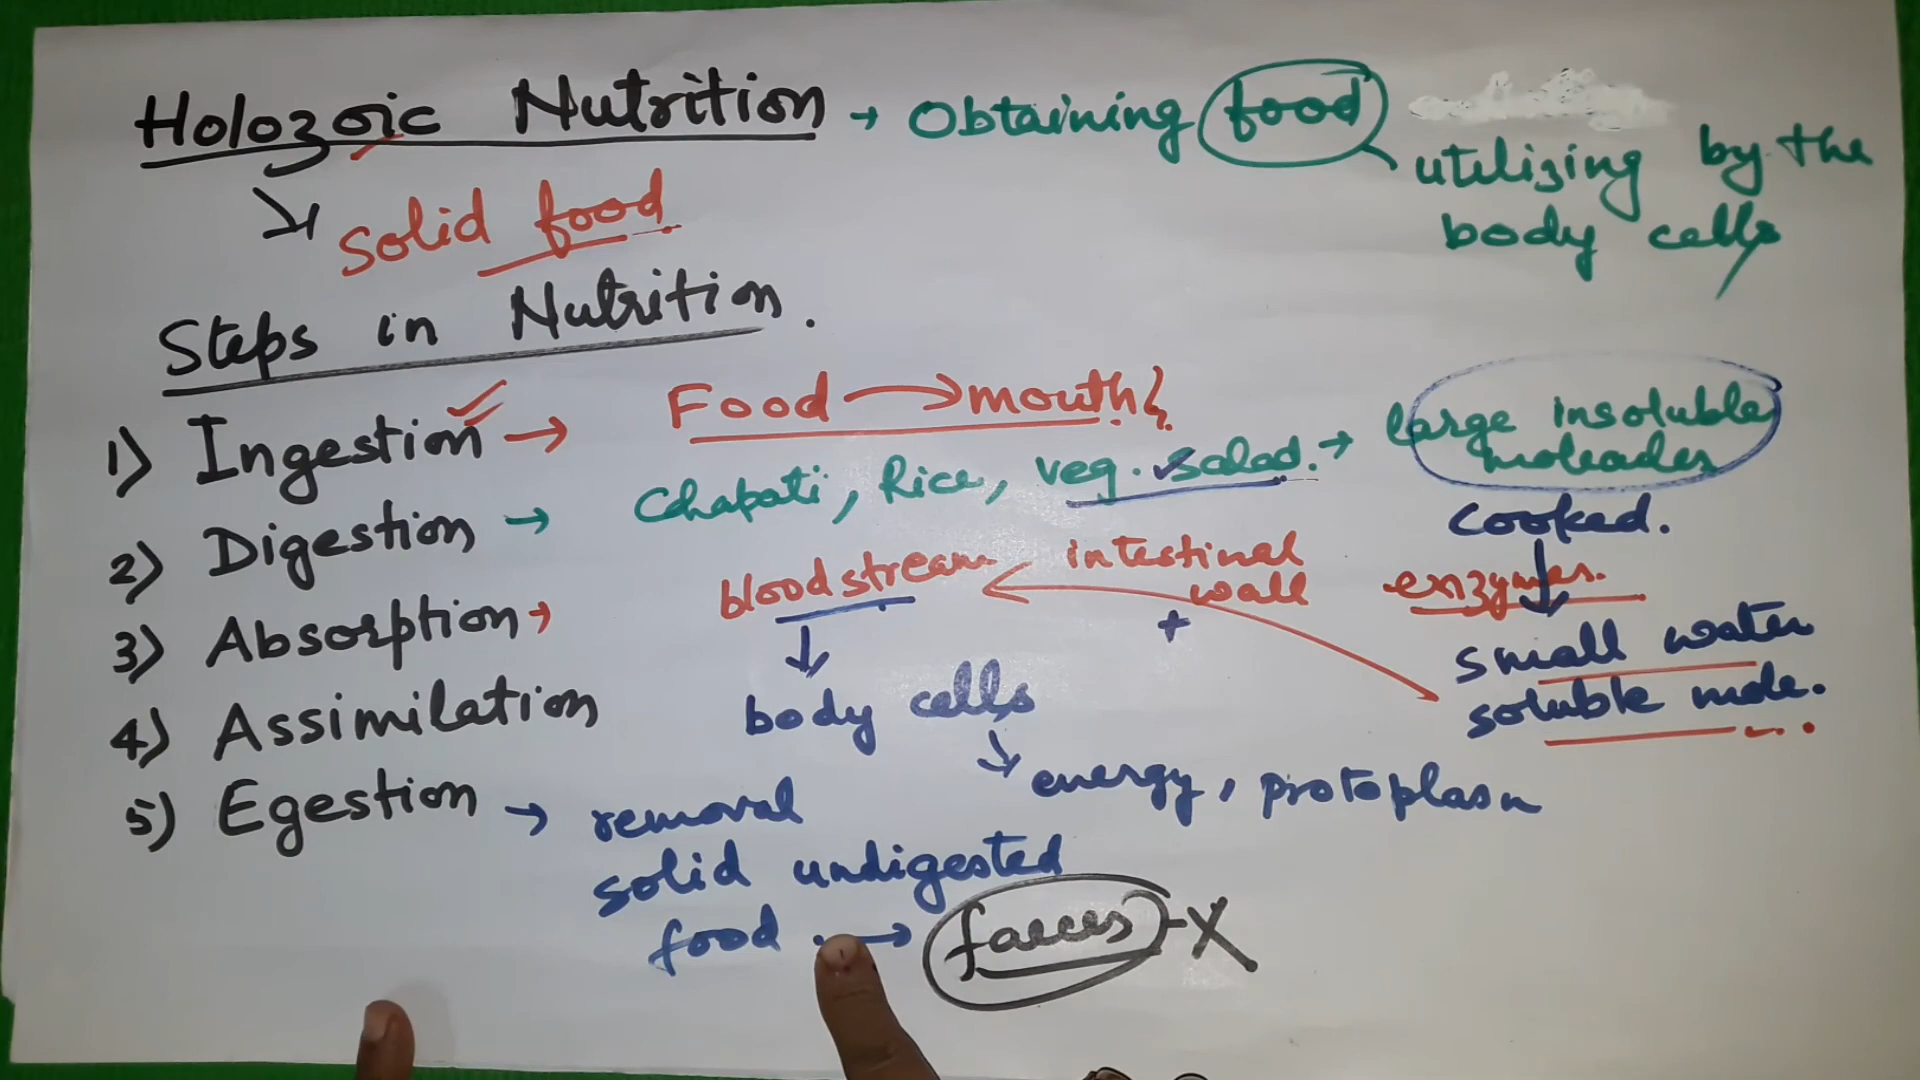 Holozoic Nutrition → Obtaining food
utilizing by the
body cells
solid food
Steps in Nutrition.
1) Ingestion → Food → mouth
2) Digestion → Chapati, Rice, veg. salad. → large insoluble
molecules
cooked.
enzymes.
small water
soluble mole.
3) Absorption → bloodstream intestinal
wall
+
4) Assimilation body cells
energy, protoplasm
5) Egestion → removal
solid undigested
food. → faeces - X